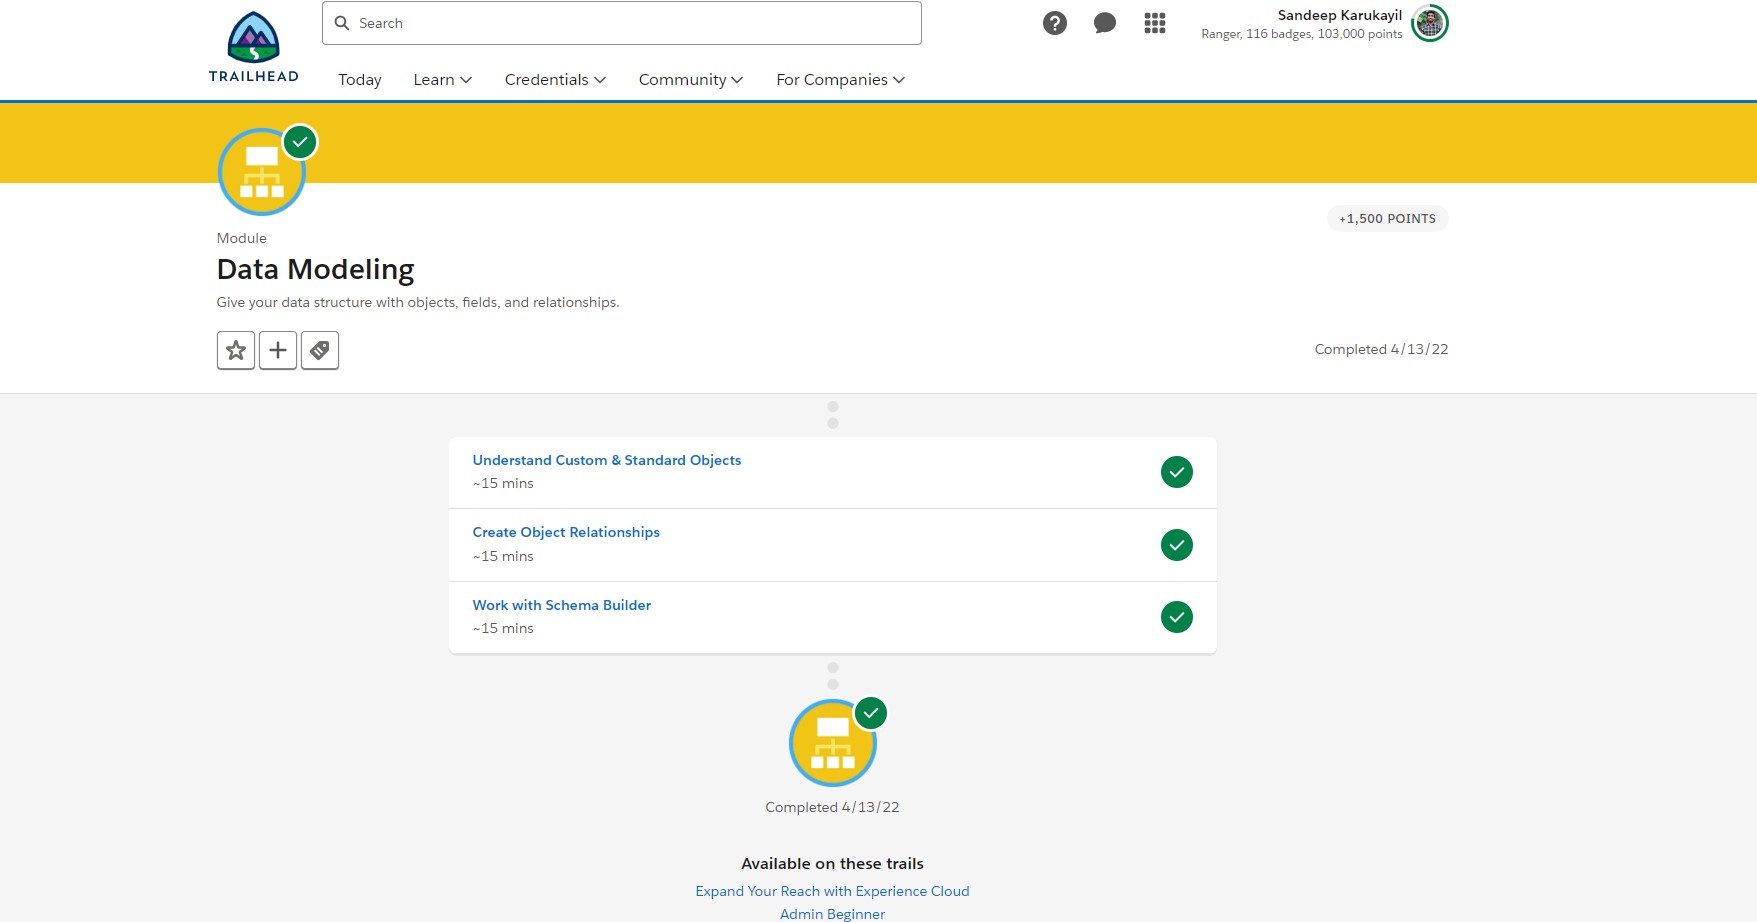 TRAILHEAD
Search
Sandeep Karukayil
Ranger, 116 badges, 103,000 points
Today
Learn
Credentials
Community
For Companies
+1,500 POINTS
Module
Data Modeling
Give your data structure with objects, fields, and relationships.
Completed 4/13/22
Understand Custom & Standard Objects
~15 mins
Create Object Relationships
~15 mins
Work with Schema Builder
~15 mins
Completed 4/13/22
Available on these trails
Expand Your Reach with Experience Cloud
Admin Beginner